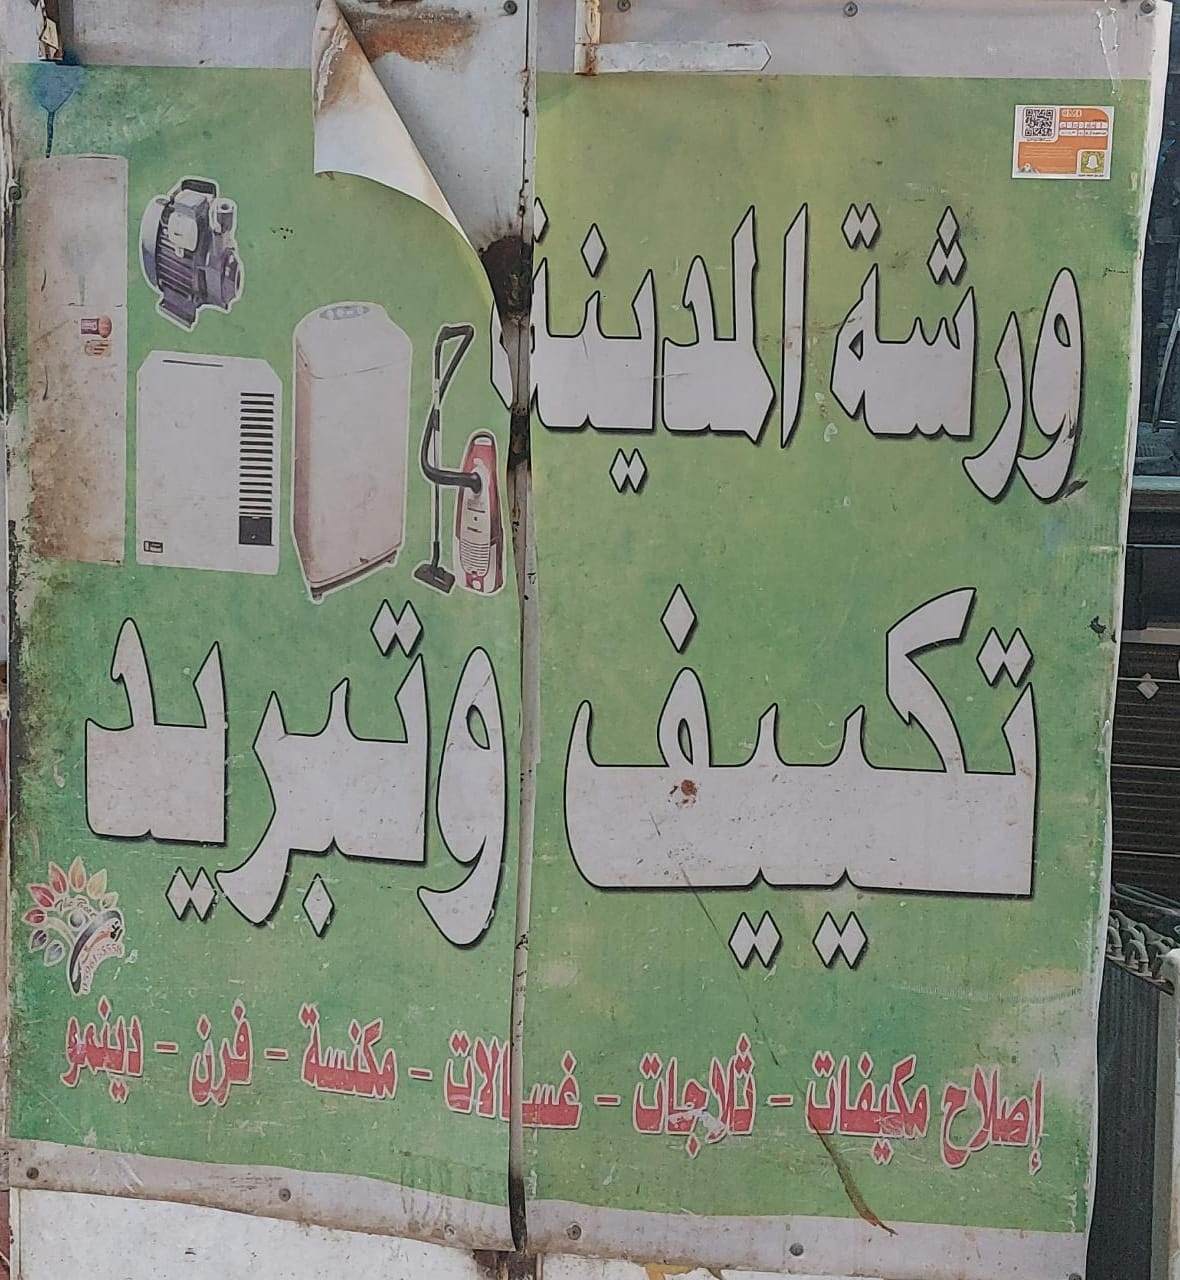 ورشة المدينة
تكييف وتبريد
إصلاح مكيفات - ثلاجات - غسالات - مكنسة - فرن - دينمو